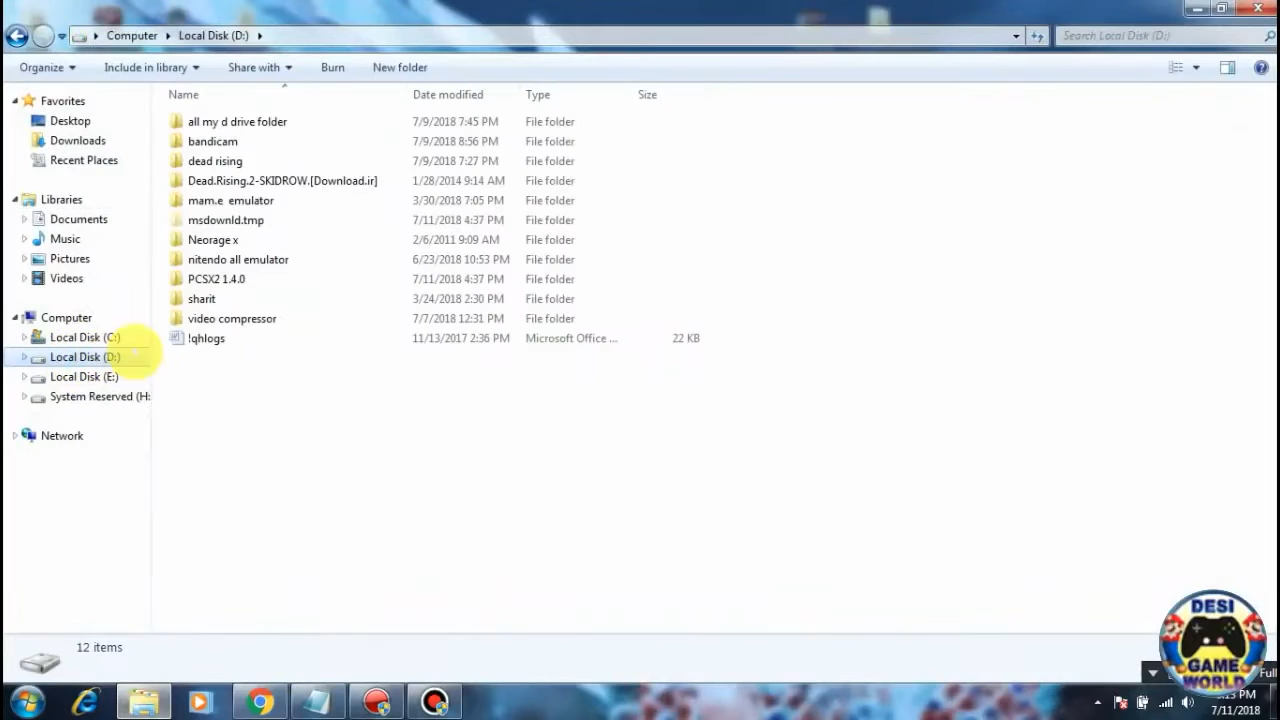 Computer
Local Disk (D:)
Search Local Disk (D:)
Organize
Include in library
Share with
Burn
New folder
Name
Date modified
Type
Size
Favorites
Desktop
Downloads
Recent Places
Libraries
Documents
Music
Pictures
Videos
Computer
Local Disk (C:)
Local Disk (D:)
Local Disk (E:)
System Reserved (H:
Network
all my d drive folder 7/9/2018 7:45 PM File folder
bandicam 7/9/2018 8:56 PM File folder
dead rising 7/9/2018 7:27 PM File folder
Dead.Rising.2-SKIDROW.[Download.ir] 1/28/2014 9:14 AM File folder
mam.e emulator 3/30/2018 7:05 PM File folder
msdownld.tmp 7/11/2018 4:37 PM File folder
Neorage x 2/6/2011 9:09 AM File folder
nitendo all emulator 6/23/2018 10:53 PM File folder
PCSX2 1.4.0 7/11/2018 4:37 PM File folder
sharit 3/24/2018 2:30 PM File folder
video compressor 7/7/2018 12:31 PM File folder
!qhlogs 11/13/2017 2:36 PM Microsoft Office ... 22 KB
12 items
DESI
GAME
WORLD
Full
PM
7/11/2018